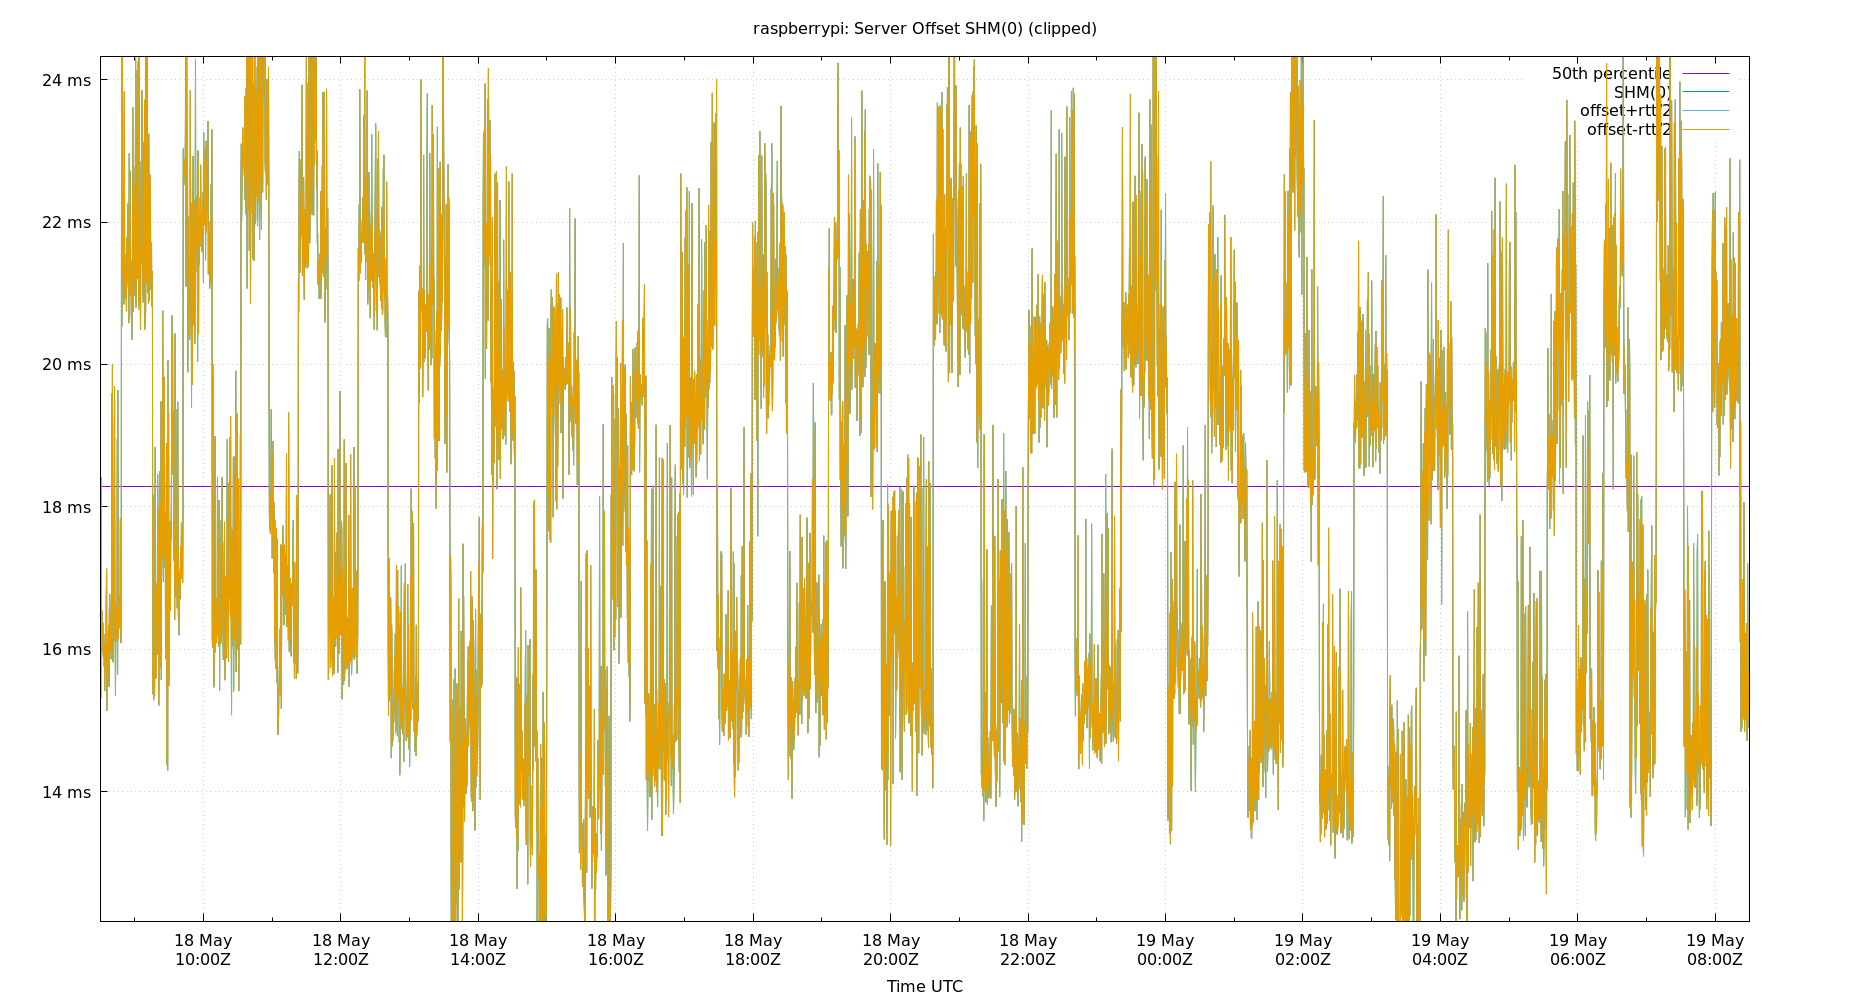 raspberrypi: Server Offset SHM(0) (clipped)
24 ms
22 ms
20 ms
18 ms
16 ms
14 ms
50th percentile
SHM(0)
offset+rtt/2
offset-rtt/2
18 May 10:00Z
18 May 12:00Z
18 May 14:00Z
18 May 16:00Z
18 May 18:00Z
18 May 20:00Z
18 May 22:00Z
19 May 00:00Z
19 May 02:00Z
19 May 04:00Z
19 May 06:00Z
19 May 08:00Z
Time UTC